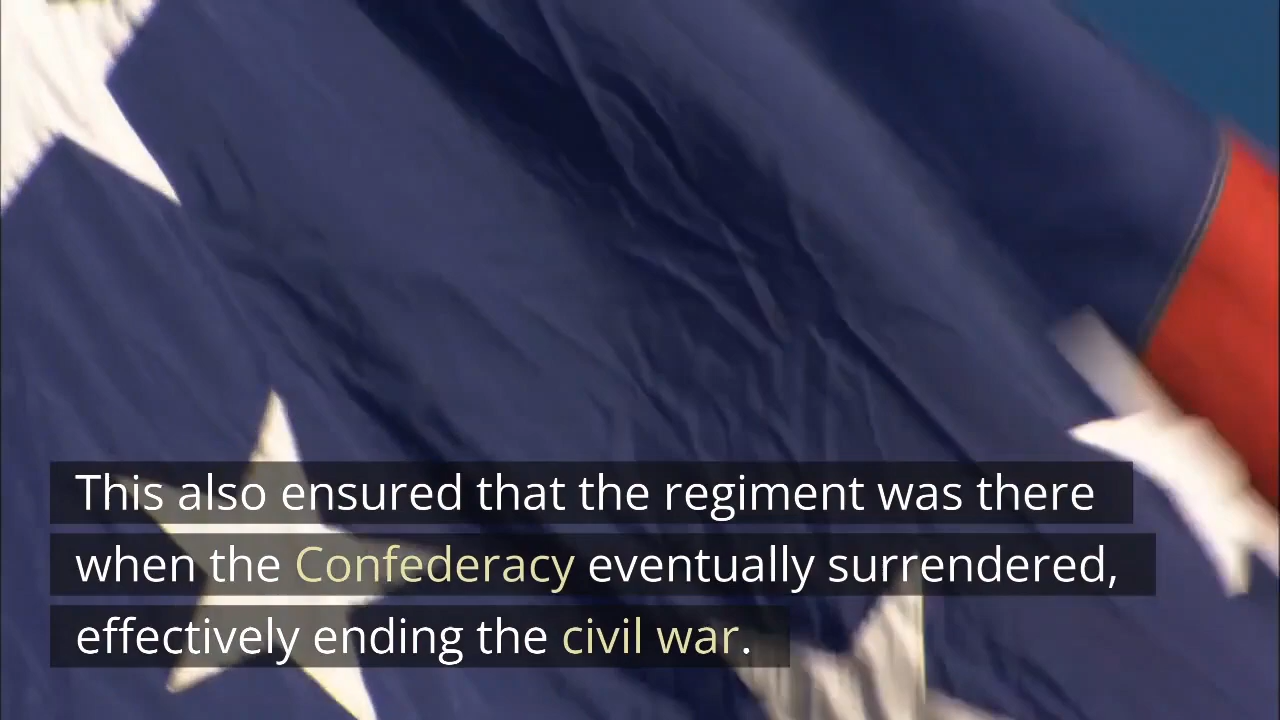 This also ensured that the regiment was there
when the Confederacy eventually surrendered,
effectively ending the civil war.